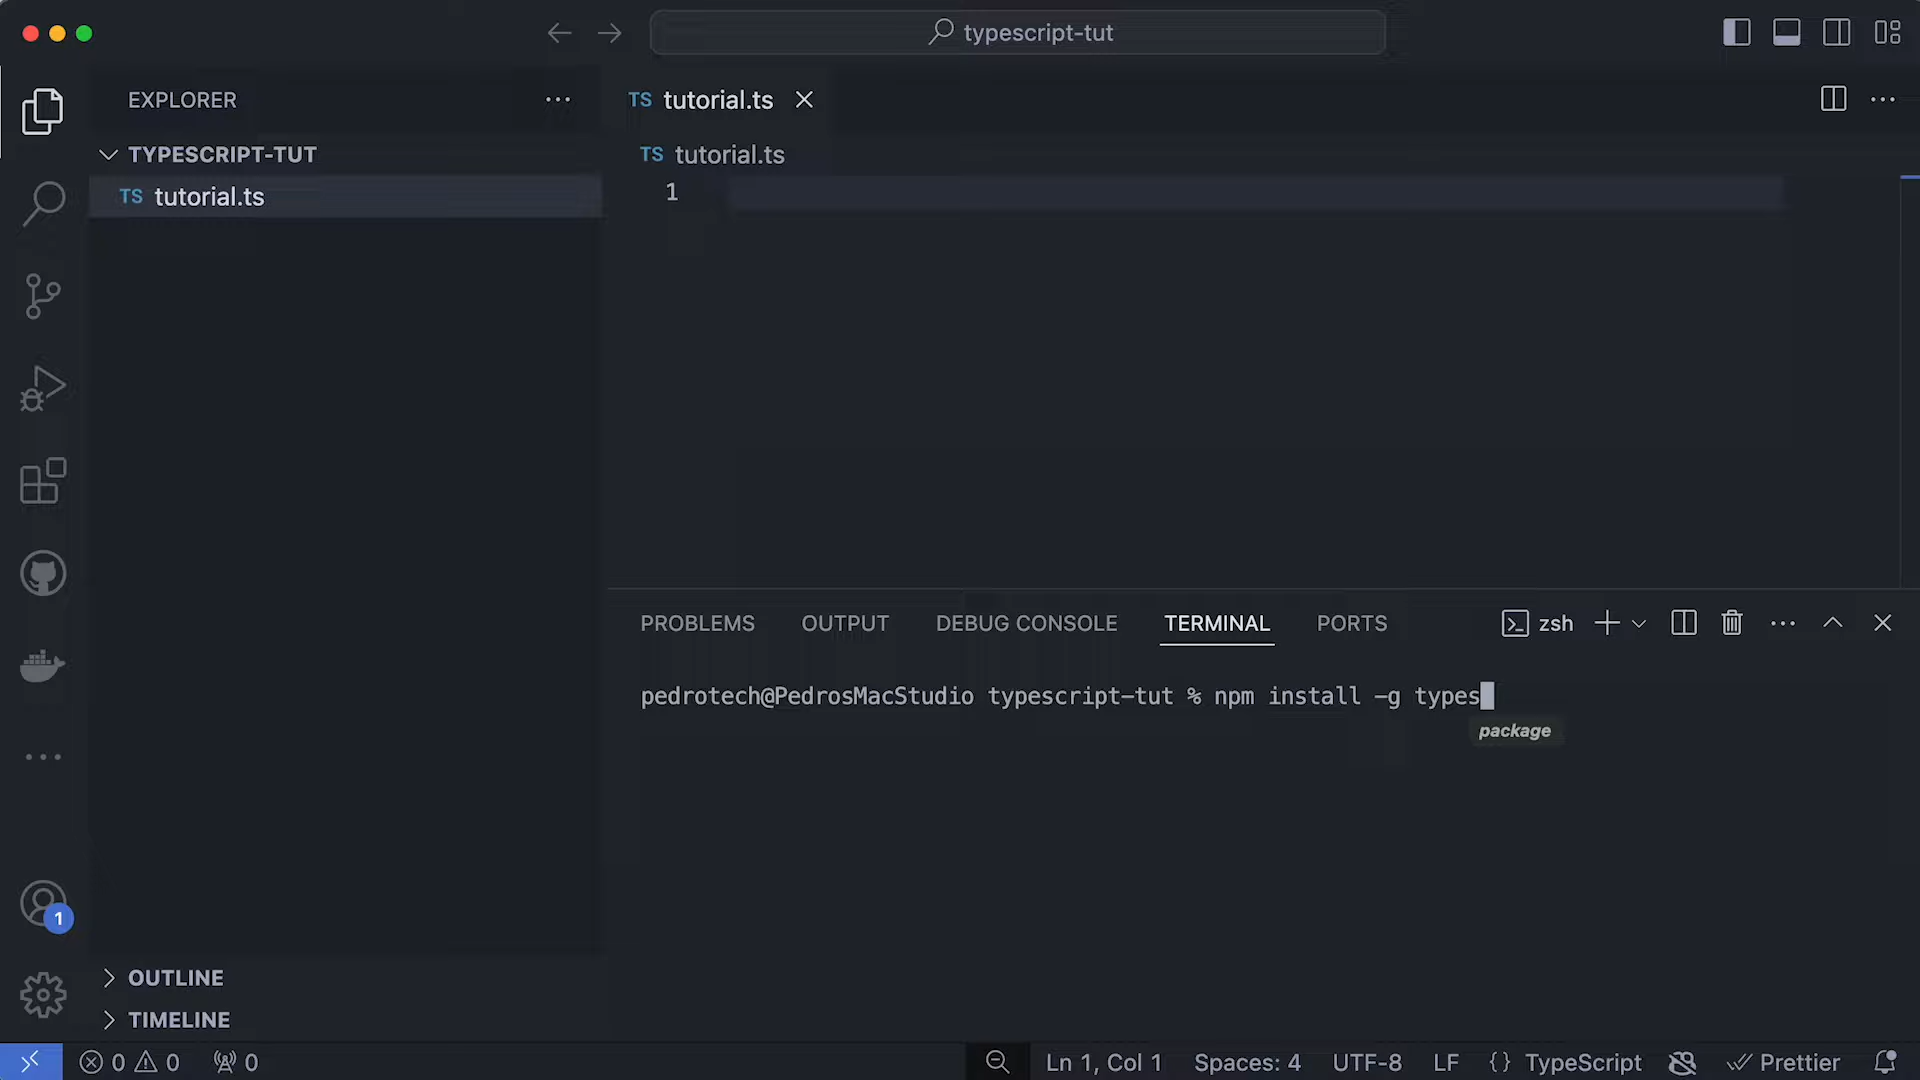 typescript-tut
EXPLORER
TYPESCRIPT-TUT
TS tutorial.ts
TS tutorial.ts
TS tutorial.ts
1
PROBLEMS OUTPUT DEBUG CONSOLE TERMINAL PORTS zsh
pedrotech@PedrosMacStudio typescript-tut % npm install -g types
package
1
OUTLINE
TIMELINE
0 0 0 Ln 1, Col 1 Spaces: 4 UTF-8 LF {} TypeScript Prettier